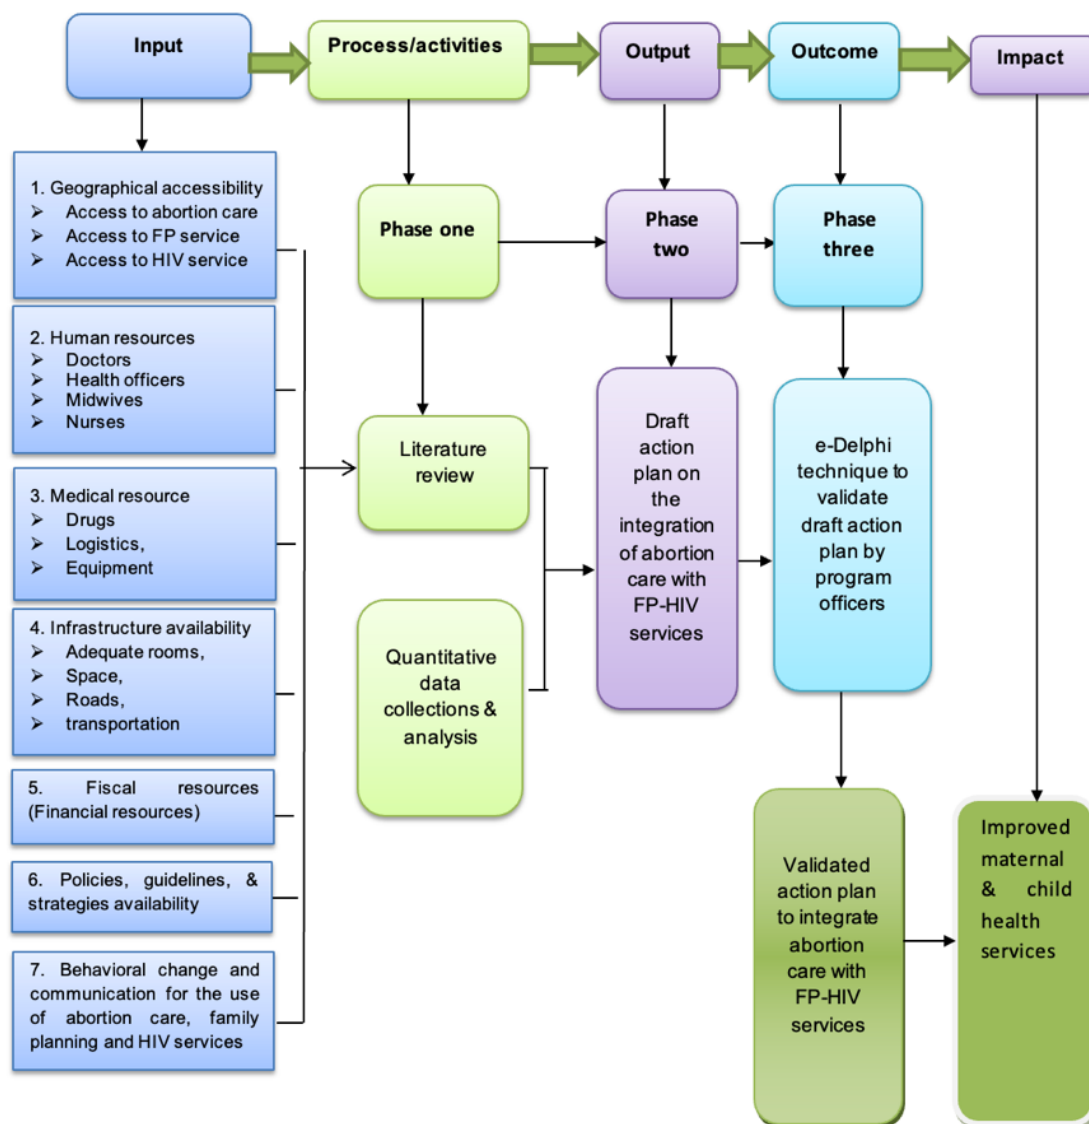 Input
Process/activities
Output
Outcome
Impact
1. Geographical accessibility
➢ Access to abortion care
➢ Access to FP service
➢ Access to HIV service
2. Human resources
➢ Doctors
➢ Health officers
➢ Midwives
➢ Nurses
3. Medical resource
➢ Drugs
➢ Logistics,
➢ Equipment
4. Infrastructure availability
➢ Adequate rooms,
➢ Space,
➢ Roads,
➢ transportation
5. Fiscal resources
(Financial resources)
6. Policies, guidelines, &
strategies availability
7. Behavioral change and
communication for the use
of abortion care, family
planning and HIV services
Phase one
Literature
review
Quantitative
data
collections &
analysis
Phase
two
Draft
action
plan on
the
integration
of abortion
care with
FP-HIV
services
Phase
three
e-Delphi
technique to
validate
draft action
plan by
program
officers
Validated
action plan
to integrate
abortion
care with
FP-HIV
services
Improved
maternal
& child
health
services